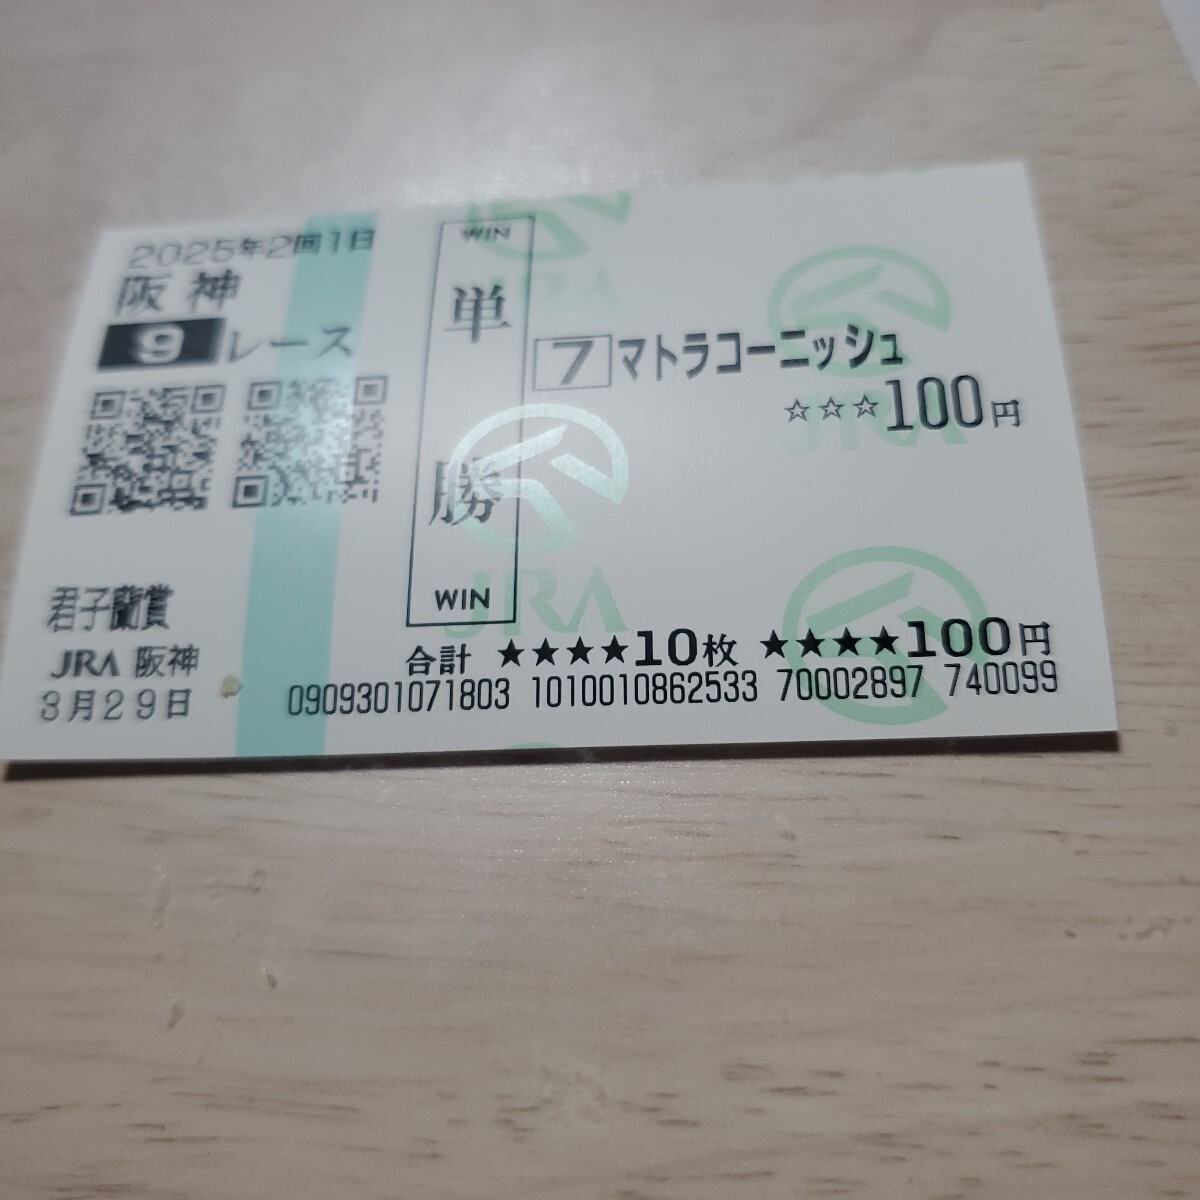 2025年2回1日
阪神
9レース
君子蘭賞
JRA 阪神
3月29日
WIN
単勝
WIN
7 マトラコーニッシュ
☆☆☆100円
合計 ★★★★10枚 ★★★★100円
0909301071803 1010010862533 70002897 740099
JRA
JRA
JRA